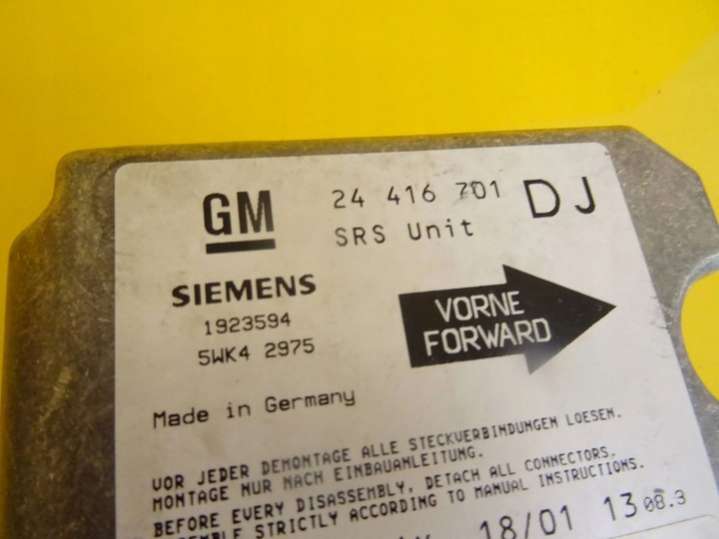 GM 24 416 701 DJ
SRS Unit
SIEMENS
1923594
5WK4 2975
VORNE
FORWARD
Made in Germany
VOR JEDER DEMONTAGE ALLE STECKVERBINDUNGEN LOESEN.
MONTAGE NUR NACH EINBAUANLEITUNG.
BEFORE EVERY DISASSEMBLY, DETACH ALL CONNECTORS.
STRICTLY ACCORDING TO MANUAL INSTRUCTIONS.
18/01 13 08.3